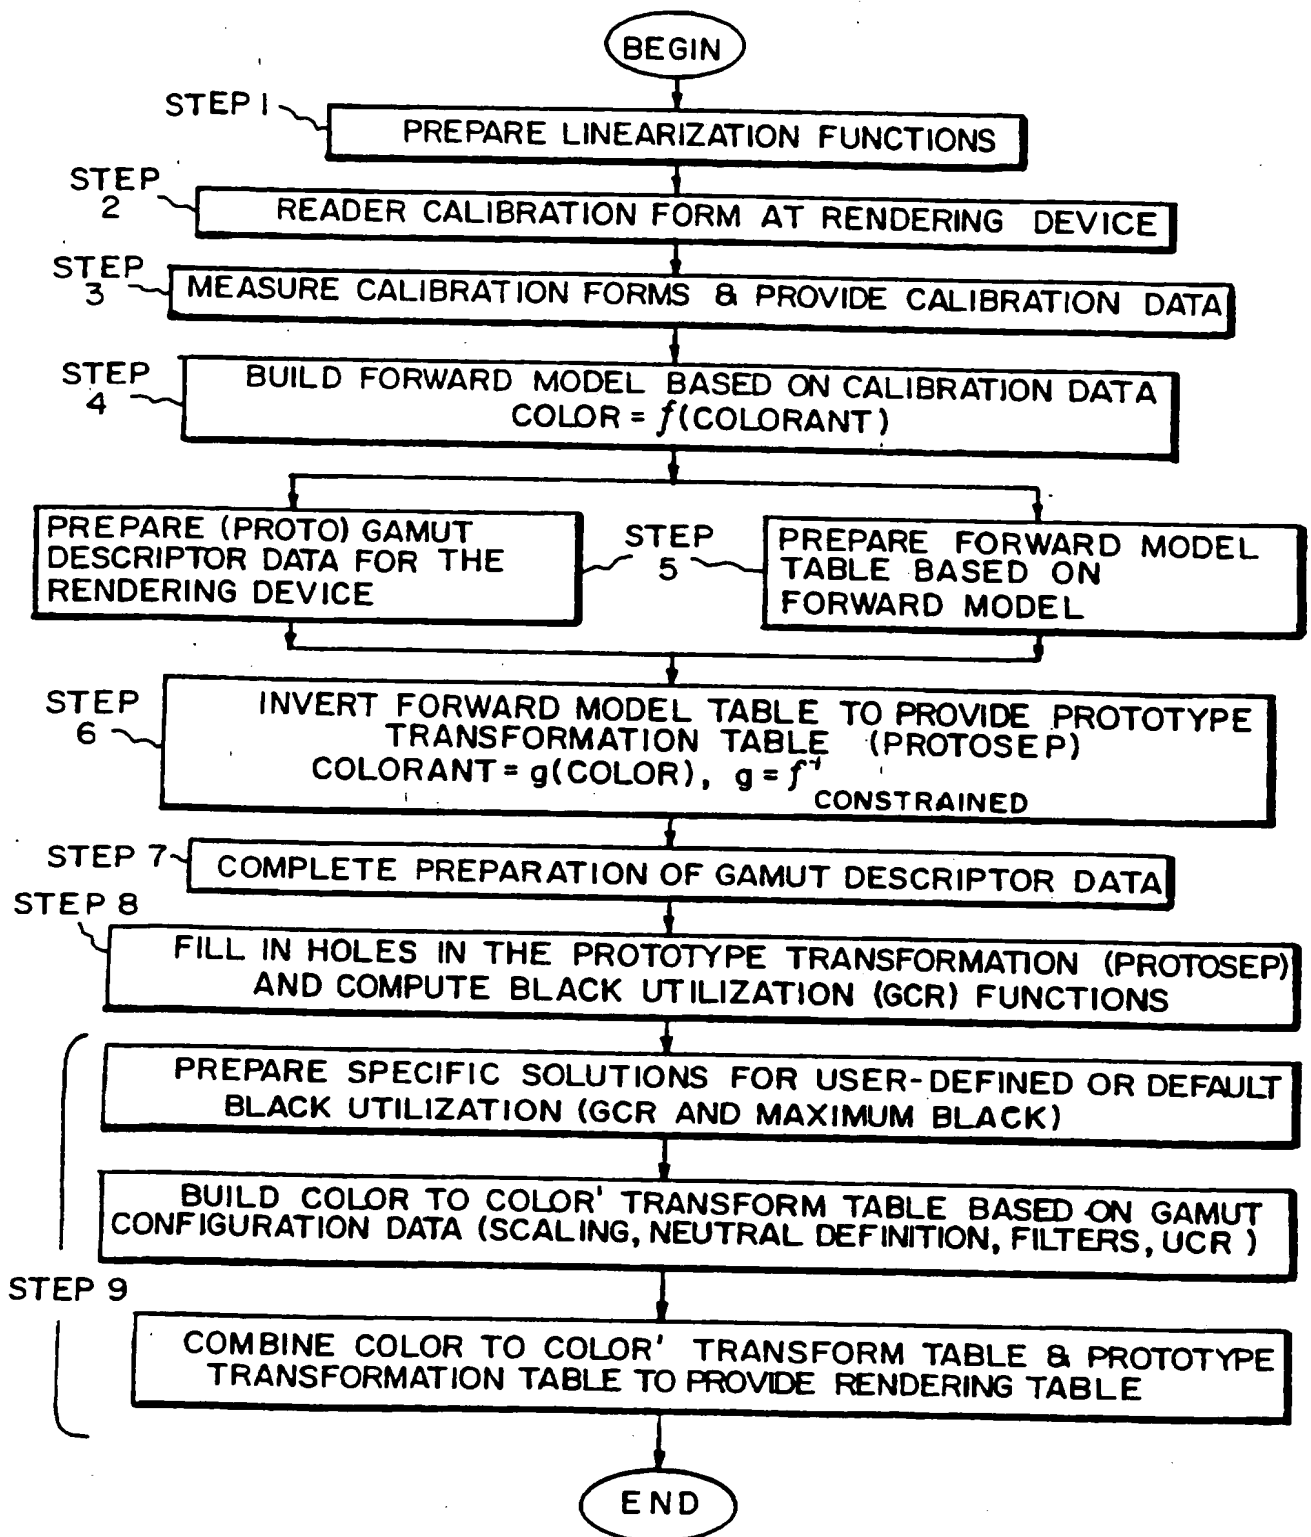 BEGIN
STEP 1
PREPARE LINEARIZATION FUNCTIONS
STEP
2
READER CALIBRATION FORM AT RENDERING DEVICE
STEP
3
MEASURE CALIBRATION FORMS & PROVIDE CALIBRATION DATA
STEP
4
BUILD FORWARD MODEL BASED ON CALIBRATION DATA
COLOR = f(COLORANT)
PREPARE (PROTO) GAMUT
DESCRIPTOR DATA FOR THE
RENDERING DEVICE
STEP
5
PREPARE FORWARD MODEL
TABLE BASED ON
FORWARD MODEL
STEP
6
INVERT FORWARD MODEL TABLE TO PROVIDE PROTOTYPE
TRANSFORMATION TABLE (PROTOSEP)
COLORANT = g(COLOR), g = f⁻¹
CONSTRAINED
STEP 7
COMPLETE PREPARATION OF GAMUT DESCRIPTOR DATA
STEP 8
FILL IN HOLES IN THE PROTOTYPE TRANSFORMATION (PROTOSEP)
AND COMPUTE BLACK UTILIZATION (GCR) FUNCTIONS
PREPARE SPECIFIC SOLUTIONS FOR USER-DEFINED OR DEFAULT
BLACK UTILIZATION (GCR AND MAXIMUM BLACK)
BUILD COLOR TO COLOR' TRANSFORM TABLE BASED ON GAMUT
CONFIGURATION DATA (SCALING, NEUTRAL DEFINITION, FILTERS, UCR)
STEP 9
COMBINE COLOR TO COLOR' TRANSFORM TABLE & PROTOTYPE
TRANSFORMATION TABLE TO PROVIDE RENDERING TABLE
END